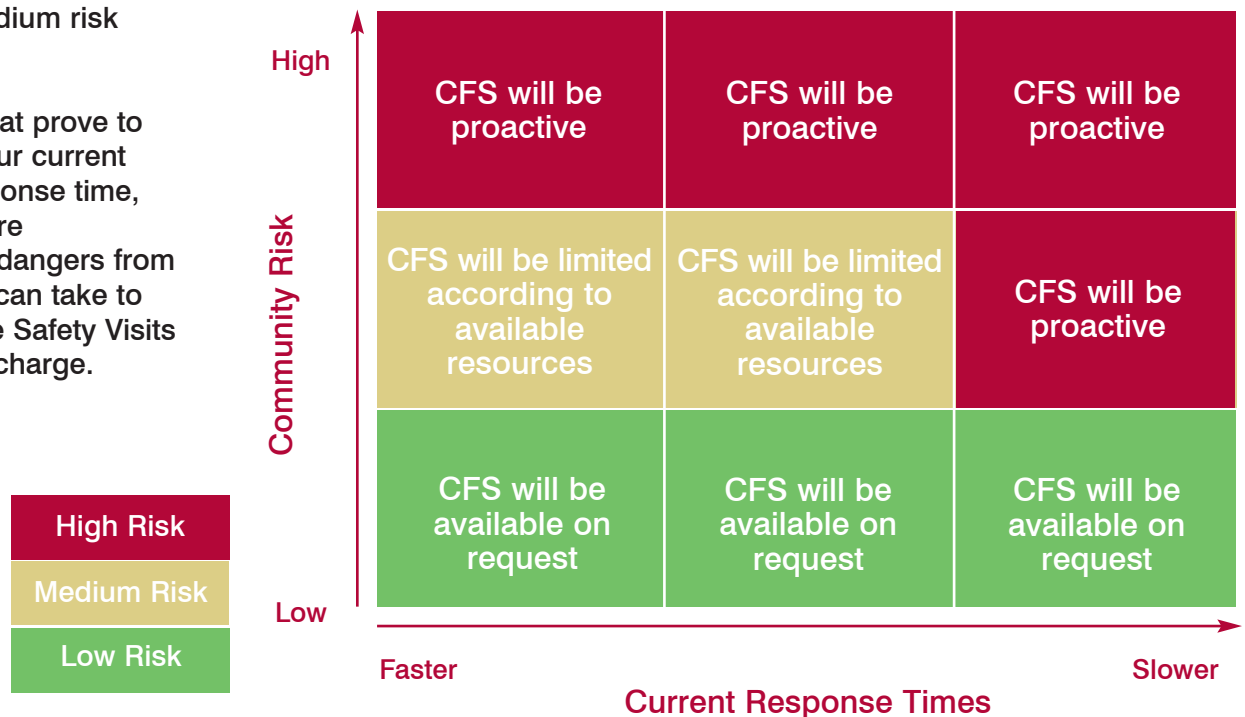 dium risk
at prove to
ur current
onse time,
re
dangers from
can take to
e Safety Visits
charge.
High Risk
Medium Risk
Low Risk
High
Community Risk
Low
CFS will be
proactive
CFS will be
proactive
CFS will be
proactive
CFS will be limited
according to
available
resources
CFS will be limited
according to
available
resources
CFS will be
proactive
CFS will be
available on
request
CFS will be
available on
request
CFS will be
available on
request
Faster
Slower
Current Response Times